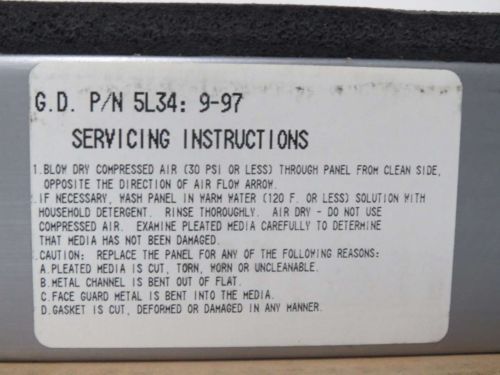 G.D. P/N 5L34: 9-97
SERVICING INSTRUCTIONS
1.BLOW DRY COMPRESSED AIR (30 PSI OR LESS) THROUGH PANEL FROM CLEAN SIDE,
OPPOSITE THE DIRECTION OF AIR FLOW ARROW.
.IF NECESSARY, WASH PANEL IN WARM WATER (120 F. OR LESS) SOLUTION WITH
HOUSEHOLD DETERGENT. RINSE THOROUGHLY. AIR DRY - DO NOT USE
COMPRESSED AIR. EXAMINE PLEATED MEDIA CAREFULLY TO DETERMINE
THAT MEDIA HAS NOT BEEN DAMAGED.
.CAUTION: REPLACE THE PANEL FOR ANY OF THE FOLLOWING REASONS:
A.PLEATED MEDIA IS CUT, TORN, WORN OR UNCLEANABLE.
B.METAL CHANNEL IS BENT OUT OF FLAT.
C.FACE GUARD METAL IS BENT INTO THE MEDIA.
D.GASKET IS CUT, DEFORMED OR DAMAGED IN ANY MANNER.